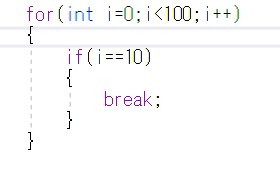 for(int i=0;i<100;i++)
{
    if(i==10)
    {
        break;
    }
}